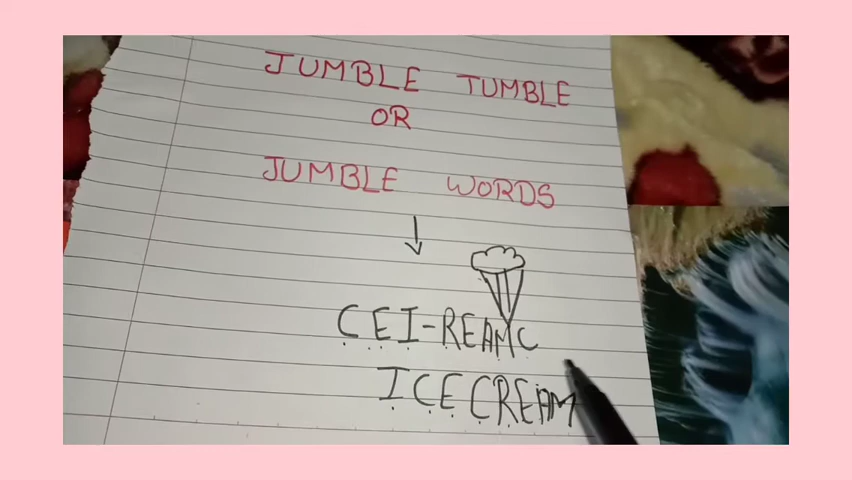 JUMBLE TUMBLE
OR
JUMBLE WORDS
CEI-REAMC
ICECREAM